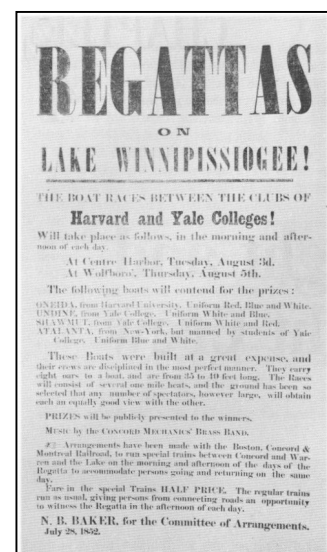 REGATTAS
ON
LAKE WINNIPISSIOGEE!
THE BOAT RACES BETWEEN THE CLUBS OF
Harvard and Yale Colleges!
Will take place as follows, in the morning and after-
noon of each day.
At Centre Harbor, Tuesday, August 3d.
At Wolfboro', Thursday, August 5th.
The following boats will contend for the prizes:
ONEIDA, from Harvard University. Uniform Red, Blue and White.
UNDINE, from Yale College. Uniform White and Blue.
SHAWMUT, from Yale College. Uniform White and Red.
ATALANTA, from New-York, but manned by students of Yale
College. Uniform Blue and White.
These Boats were built at a great expense, and
their crews are disciplined in the most perfect manner. They carry
eight oars to a boat, and are from 35 to 40 feet long. The Races
will consist of several one mile heats, and the ground has been so
selected that any number of spectators, however large, will obtain
each an equally good view with the other.
PRIZES will be publicly presented to the winners.
MUSIC by the CONCORD MECHANICS' BRASS BAND.
Arrangements have been made with the Boston, Concord &
Montreal Railroad, to run special trains between Concord and War-
ren and the Lake on the morning and afternoon of the days of the
Regatta to accommodate persons going and returning on the same
day.
Fare in the special Trains HALF PRICE. The regular trains
run as usual, giving persons from connecting roads an opportunity
to witness the Regatta in the afternoon of each day.
N. B. BAKER, for the Committee of Arrangements.
July 28, 1852.